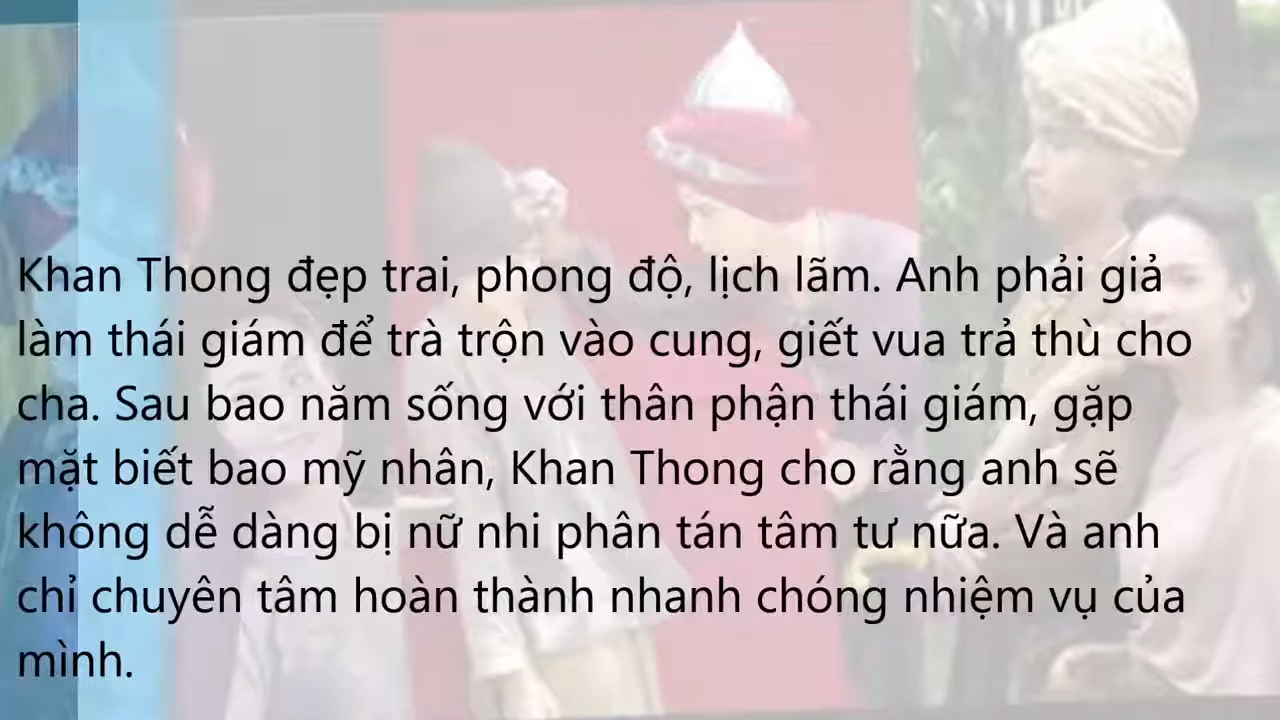 Khan Thong đẹp trai, phong độ, lịch lãm. Anh phải giả
làm thái giám để trà trộn vào cung, giết vua trả thù cho
cha. Sau bao năm sống với thân phận thái giám, gặp
mặt biết bao mỹ nhân, Khan Thong cho rằng anh sẽ
không dễ dàng bị nữ nhi phân tán tâm tư nữa. Và anh
chỉ chuyên tâm hoàn thành nhanh chóng nhiệm vụ của
mình.